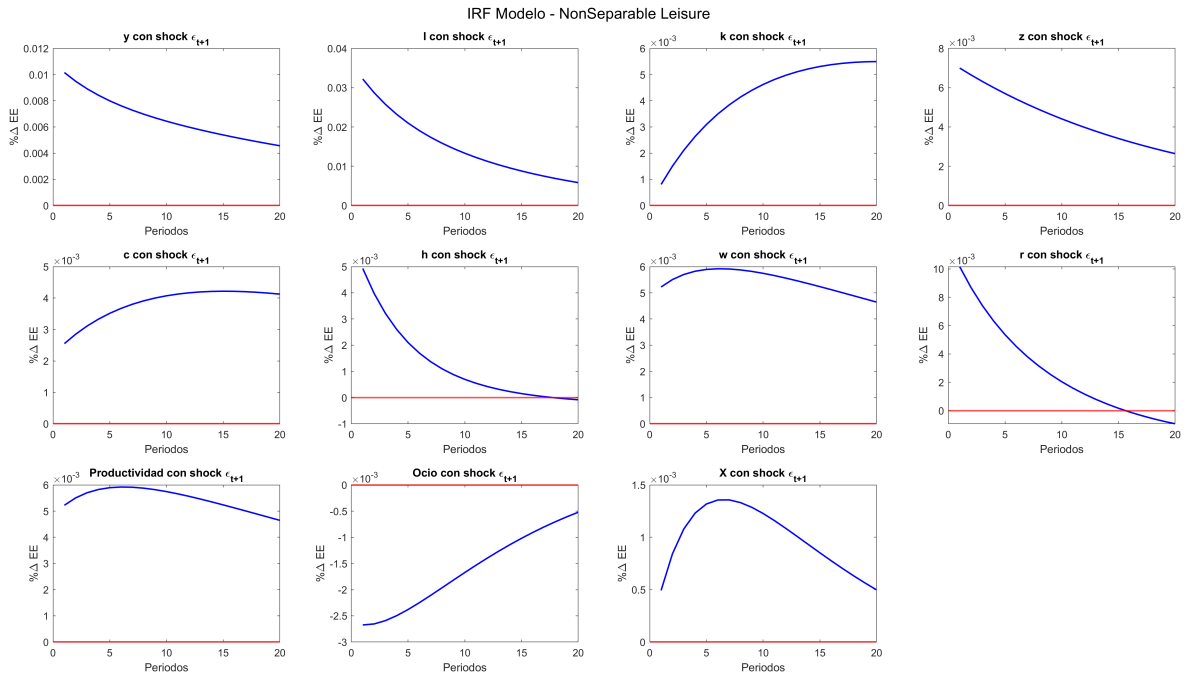 IRF Modelo - NonSeparable Leisure
y con shock ϵ_{t+1}
0.012
0.01
0.008
0.006
0.004
0.002
0
%Δ EE
0 5 10 15 20
Periodos
I con shock ϵ_{t+1}
0.04
0.03
0.02
0.01
0
%Δ EE
0 5 10 15 20
Periodos
k con shock ϵ_{t+1}
×10^{-3}
6
5
4
3
2
1
0
%Δ EE
0 5 10 15 20
Periodos
z con shock ϵ_{t+1}
×10^{-3}
8
6
4
2
0
%Δ EE
0 5 10 15 20
Periodos
c con shock ϵ_{t+1}
×10^{-3}
5
4
3
2
1
0
%Δ EE
0 5 10 15 20
Periodos
h con shock ϵ_{t+1}
×10^{-3}
5
4
3
2
1
0
-1
%Δ EE
0 5 10 15 20
Periodos
w con shock ϵ_{t+1}
×10^{-3}
6
5
4
3
2
1
0
%Δ EE
0 5 10 15 20
Periodos
r con shock ϵ_{t+1}
×10^{-3}
10
8
6
4
2
0
%Δ EE
0 5 10 15 20
Periodos
Productividad con shock ϵ_{t+1}
×10^{-3}
6
5
4
3
2
1
0
%Δ EE
0 5 10 15 20
Periodos
Ocio con shock ϵ_{t+1}
×10^{-3}
0
-0.5
-1
-1.5
-2
-2.5
-3
%Δ EE
0 5 10 15 20
Periodos
X con shock ϵ_{t+1}
×10^{-3}
1.5
1
0.5
0
%Δ EE
0 5 10 15 20
Periodos